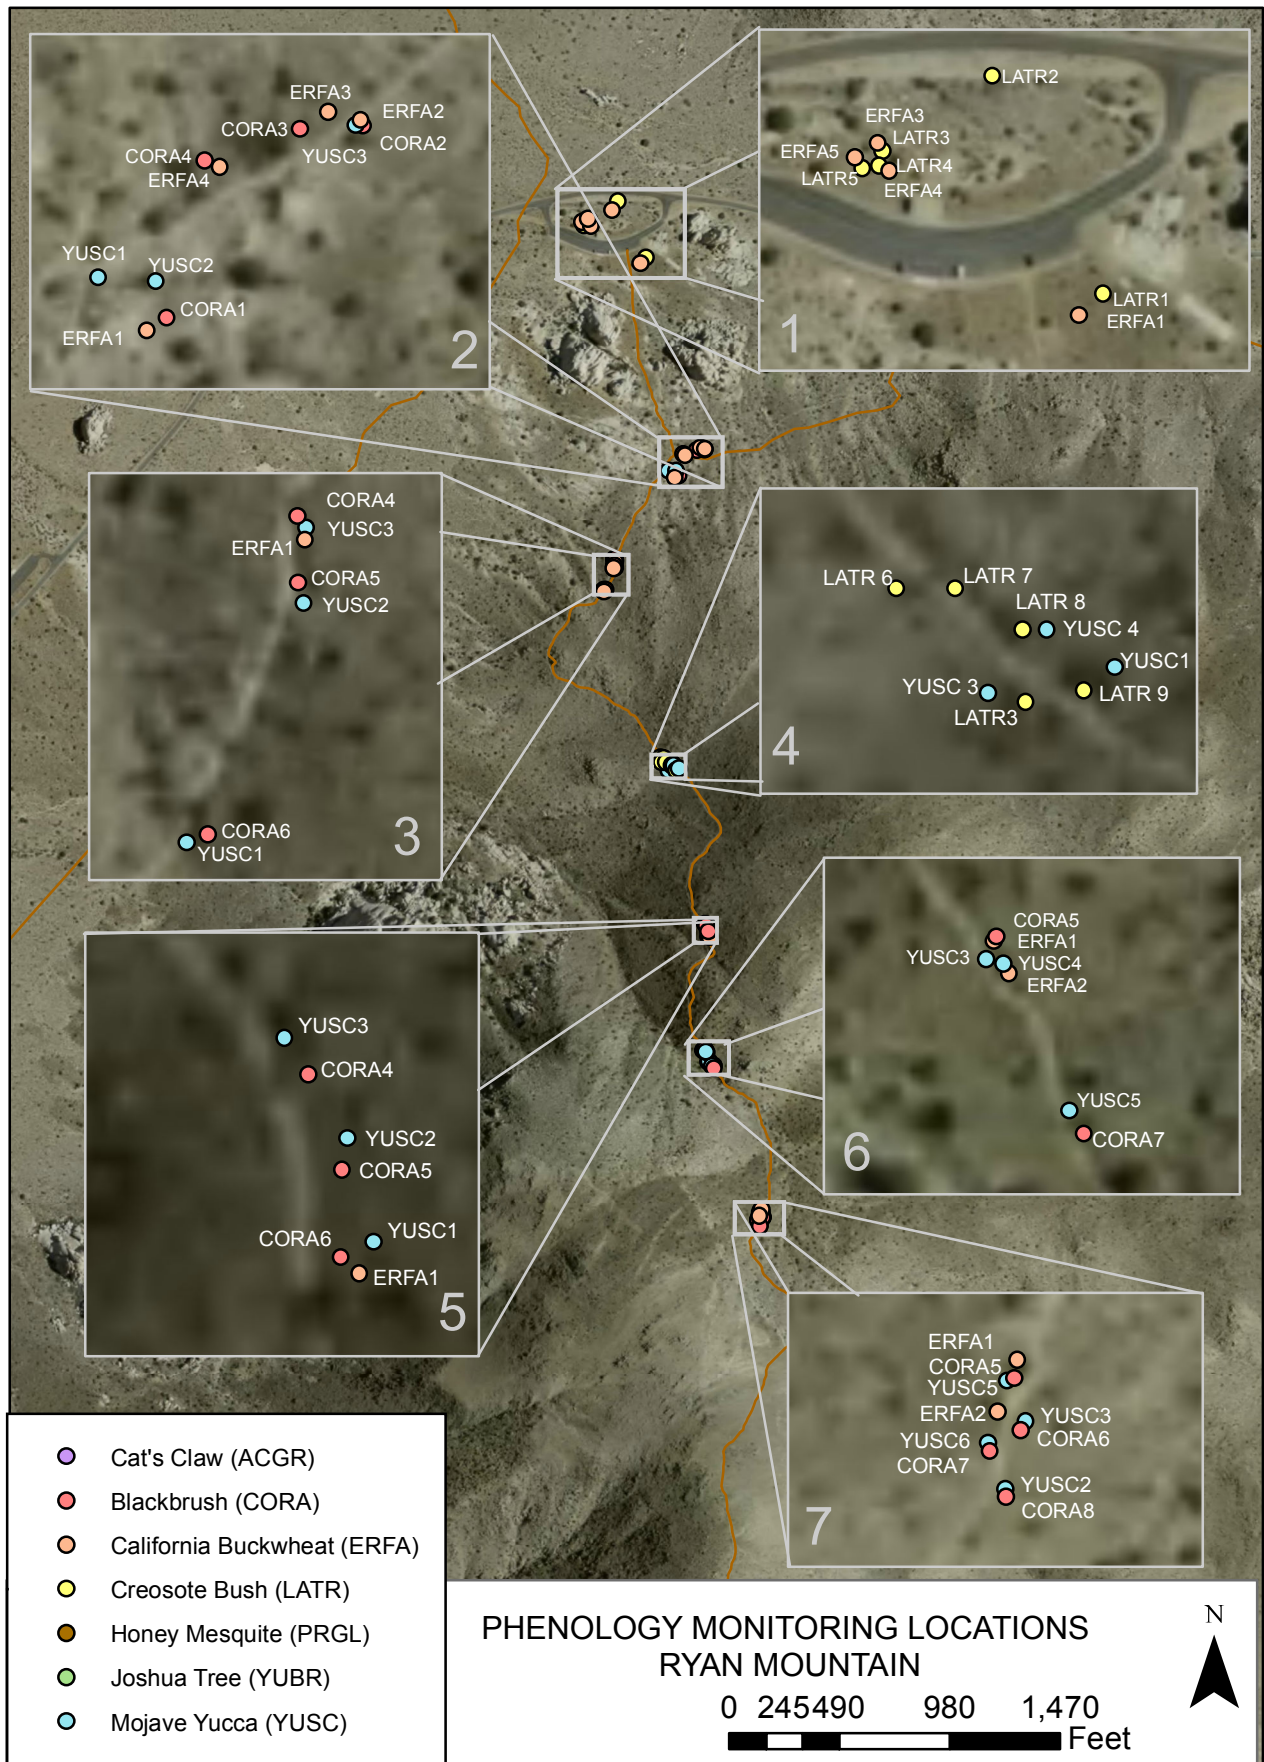 ERFA3
ERFA2
CORA3
CORA2
YUSC3
CORA4
ERFA4
YUSC1
YUSC2
CORA1
ERFA1
2
LATR2
ERFA3
LATR3
ERFA5
LATR4
LATR5
ERFA4
LATR1
ERFA1
1
CORA4
YUSC3
ERFA1
CORA5
YUSC2
CORA6
YUSC1
3
LATR 6
LATR 7
LATR 8
YUSC 4
YUSC1
YUSC 3
LATR 9
LATR3
4
YUSC3
CORA4
YUSC2
CORA5
YUSC1
CORA6
ERFA1
5
CORA5
ERFA1
YUSC3
YUSC4
ERFA2
YUSC5
CORA7
6
ERFA1
CORA5
YUSC5
ERFA2
YUSC3
CORA6
YUSC6
CORA7
YUSC2
CORA8
7
Cat's Claw (ACGR)
Blackbrush (CORA)
California Buckwheat (ERFA)
Creosote Bush (LATR)
Honey Mesquite (PRGL)
Joshua Tree (YUBR)
Mojave Yucca (YUSC)
PHENOLOGY MONITORING LOCATIONS
RYAN MOUNTAIN
N
0 245 490 980 1,470
Feet